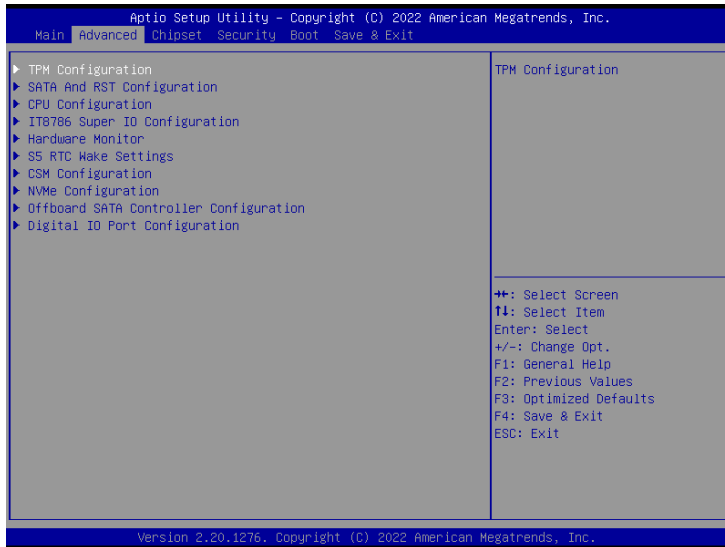 Aptio Setup Utility – Copyright (C) 2022 American Megatrends, Inc.
Main Advanced Chipset Security Boot Save & Exit
TPM Configuration
SATA And RST Configuration
CPU Configuration
IT8786 Super IO Configuration
Hardware Monitor
S5 RTC Wake Settings
CSM Configuration
NVMe Configuration
Offboard SATA Controller Configuration
Digital IO Port Configuration
TPM Configuration
→←: Select Screen
↑↓: Select Item
Enter: Select
+/-: Change Opt.
F1: General Help
F2: Previous Values
F3: Optimized Defaults
F4: Save & Exit
ESC: Exit
Version 2.20.1276. Copyright (C) 2022 American Megatrends, Inc.